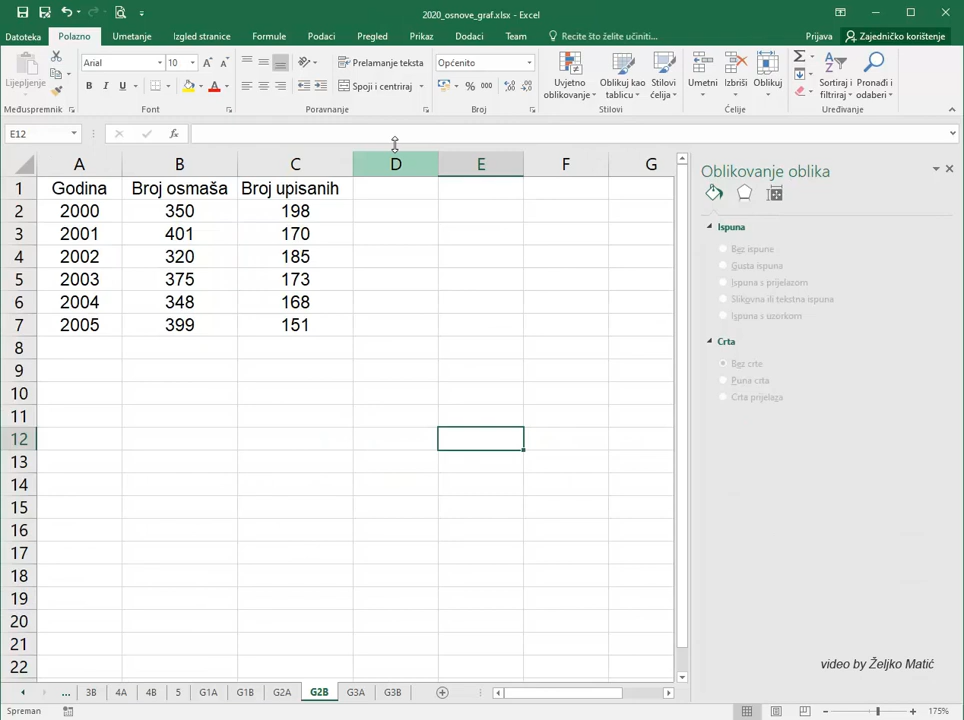 2020_osnove_graf.xlsx - Excel
Datoteka Polazno Umetanje Izgled stranice Formule Podaci Pregled Prikaz Dodaci Team Recite što želite učiniti... Prijava Zajedničko korištenje
Lijepljenje
Međuspremnik
Arial 10
B I U
Font
Prelamanje teksta
Spoji i centriraj
Poravnanje
Općenito
% 000
Broj
Uvjetno oblikovanje
Oblikuj kao tablicu
Stilovi ćelija
Stilovi
Umetni Izbriši Oblikuj
Ćelije
Sortiraj i filtriraj
Pronađi i odaberi
Uređivanje
E12 fx
A B C D E F G
1 Godina Broj osmaša Broj upisanih
2 2000 350 198
3 2001 401 170
4 2002 320 185
5 2003 375 173
6 2004 348 168
7 2005 399 151
8
9
10
11
12
13
14
15
16
17
18
19
20
21
22
Oblikovanje oblika
Ispuna
Bez ispune
Gusta ispuna
Ispuna s prijelazom
Slikovna ili tekstna ispuna
Ispuna s uzorkom
Crta
Bez crte
Puna crta
Crta prijelaza
video by Željko Matić
... 3B 4A 4B 5 G1A G1B G2A G2B G3A G3B
Spreman 175%